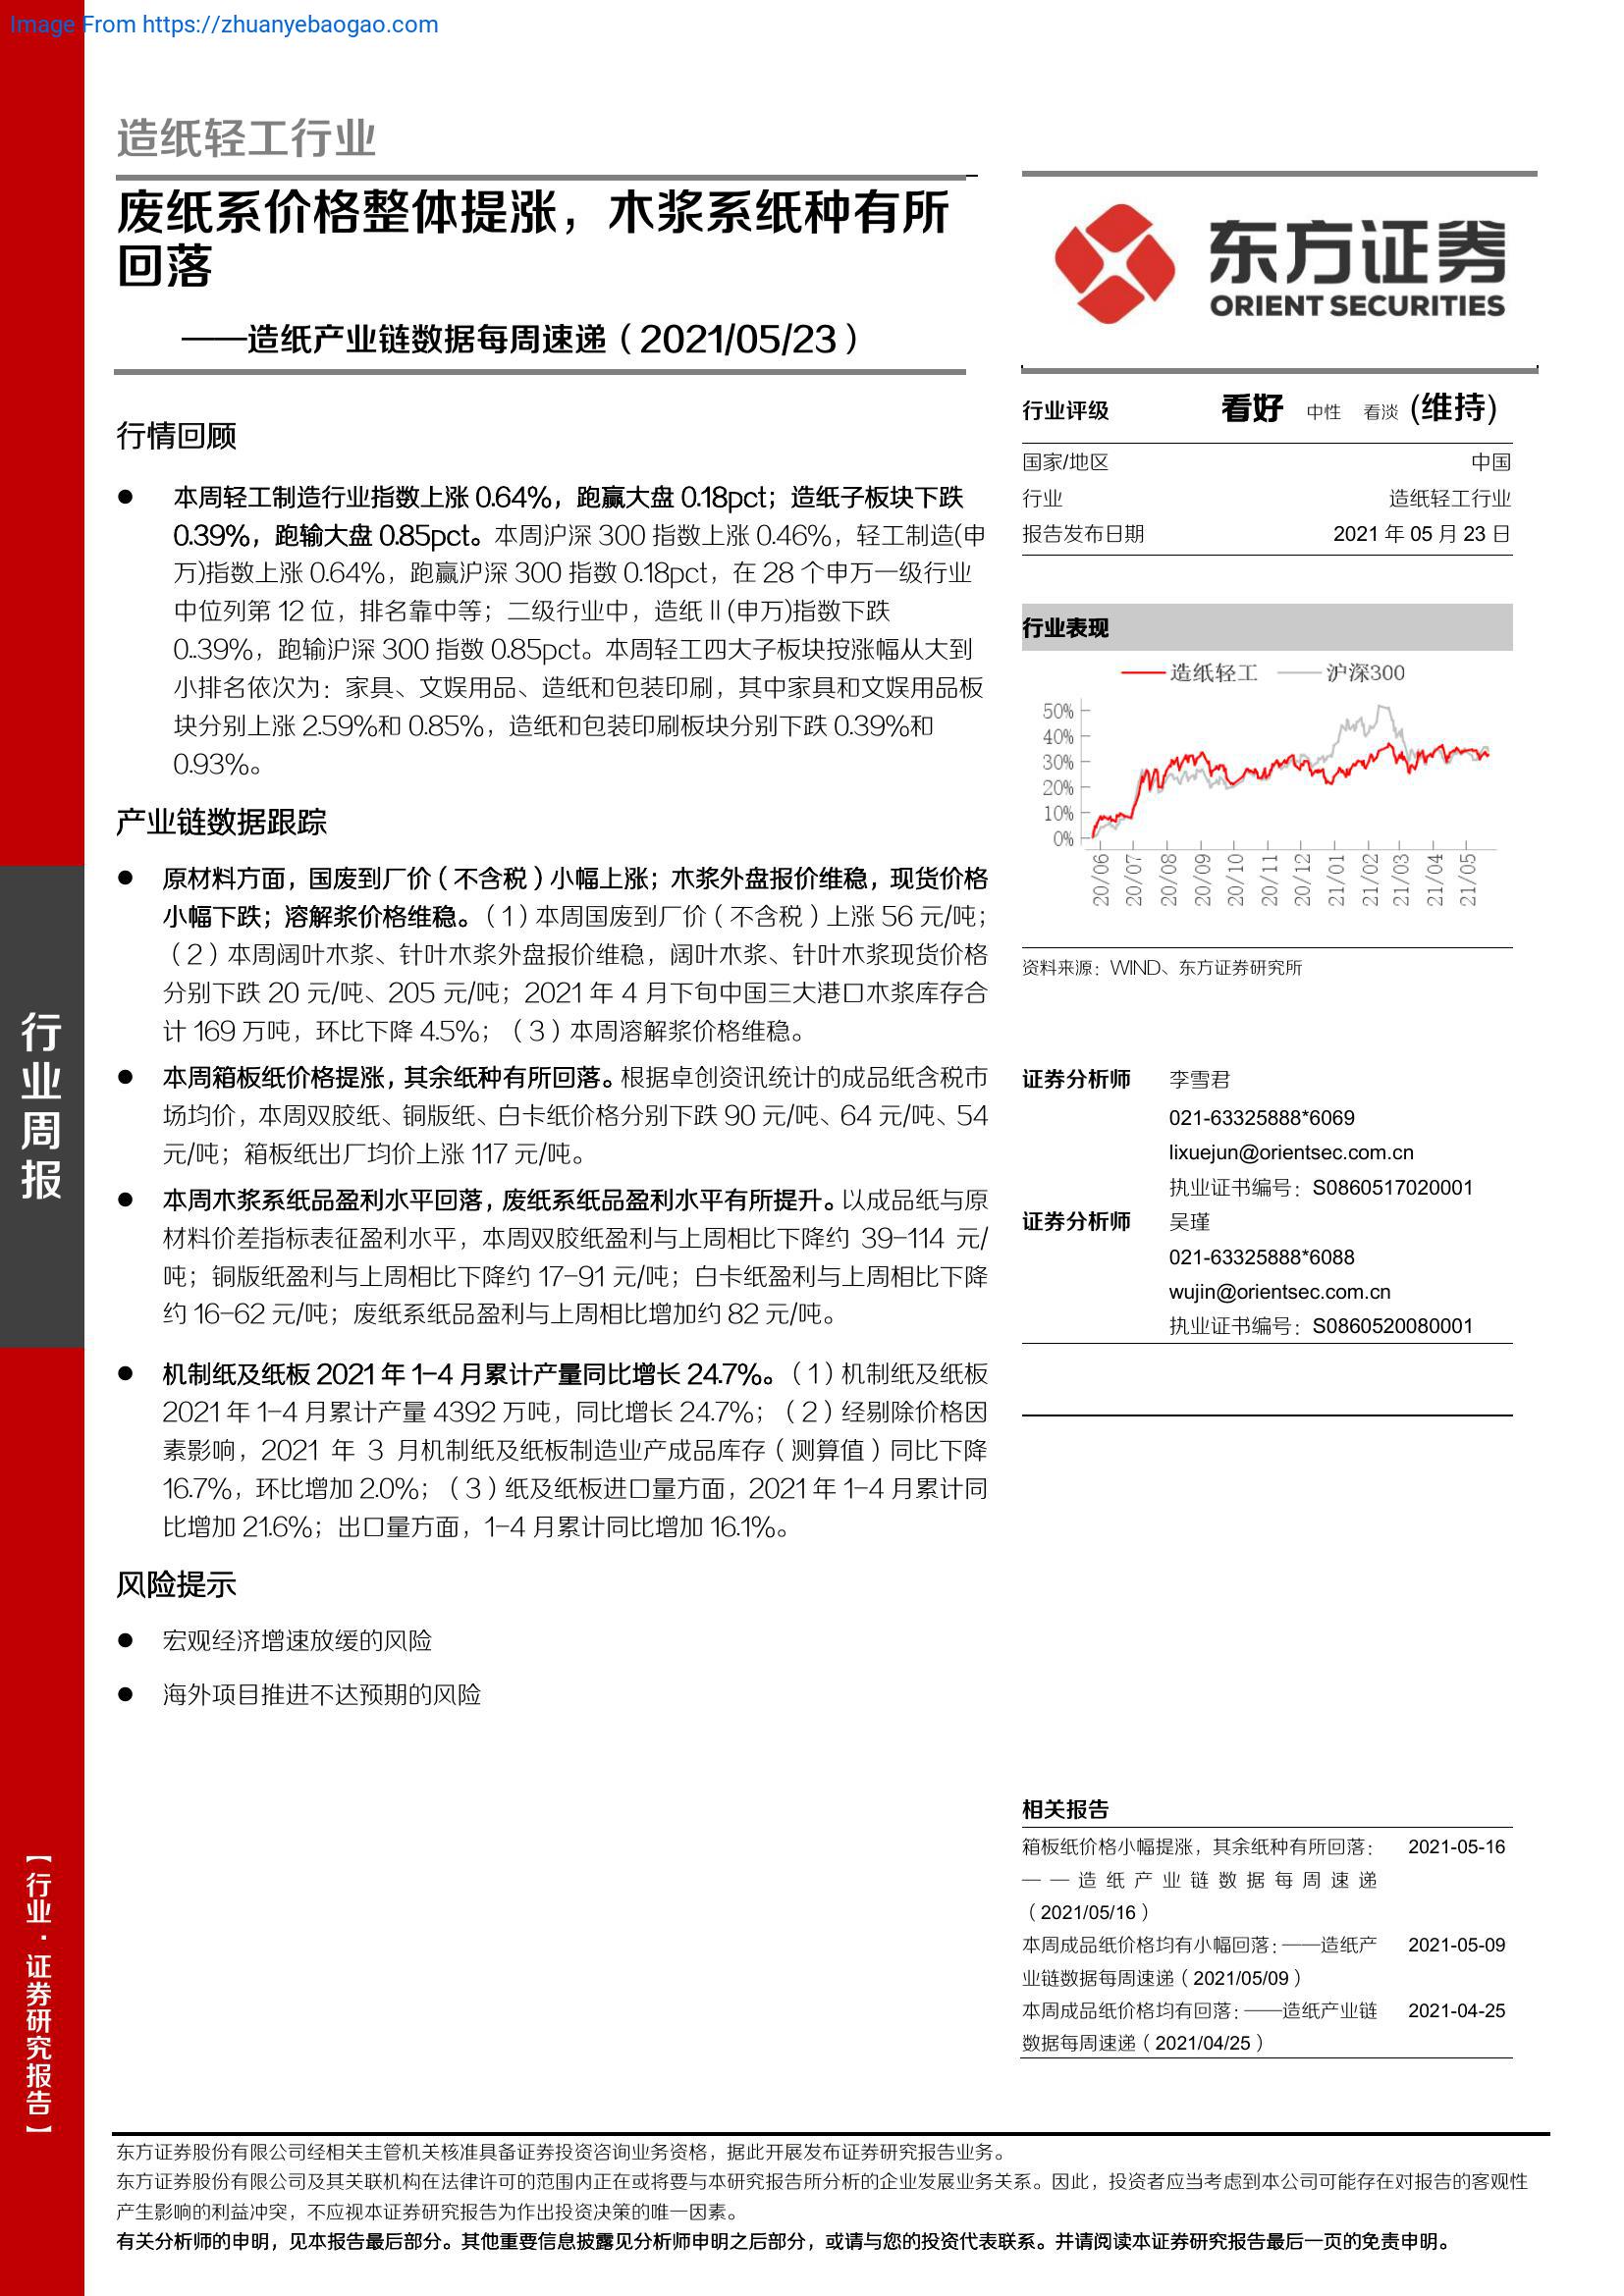 Image From https://zhuanyebaogao.com
造纸轻工行业
废纸系价格整体提涨，木浆系纸种有所
回落
——造纸产业链数据每周速递（2021/05/23）
行情回顾
● 本周轻工制造行业指数上涨 0.64%，跑赢大盘 0.18pct；造纸子板块下跌
0.39%，跑输大盘 0.85pct。本周沪深 300 指数上涨 0.46%，轻工制造(申
万)指数上涨 0.64%，跑赢沪深 300 指数 0.18pct，在 28 个申万一级行业
中位列第 12 位，排名靠中等；二级行业中，造纸Ⅱ(申万)指数下跌
0..39%，跑输沪深 300 指数 0.85pct。本周轻工四大子板块按涨幅从大到
小排名依次为：家具、文娱用品、造纸和包装印刷，其中家具和文娱用品板
块分别上涨 2.59%和 0.85%，造纸和包装印刷板块分别下跌 0.39%和
0.93%。
产业链数据跟踪
● 原材料方面，国废到厂价（不含税）小幅上涨；木浆外盘报价维稳，现货价格
小幅下跌；溶解浆价格维稳。（1）本周国废到厂价（不含税）上涨 56 元/吨；
（2）本周阔叶木浆、针叶木浆外盘报价维稳，阔叶木浆、针叶木浆现货价格
分别下跌 20 元/吨、205 元/吨；2021 年 4 月下旬中国三大港口木浆库存合
计 169 万吨，环比下降 4.5%；（3）本周溶解浆价格维稳。
● 本周箱板纸价格提涨，其余纸种有所回落。根据卓创资讯统计的成品纸含税市
场均价，本周双胶纸、铜版纸、白卡纸价格分别下跌 90 元/吨、64 元/吨、54
元/吨；箱板纸出厂均价上涨 117 元/吨。
● 本周木浆系纸品盈利水平回落，废纸系纸品盈利水平有所提升。以成品纸与原
材料价差指标表征盈利水平，本周双胶纸盈利与上周相比下降约 39-114 元/
吨；铜版纸盈利与上周相比下降约 17-91 元/吨；白卡纸盈利与上周相比下降
约 16-62 元/吨；废纸系纸品盈利与上周相比增加约 82 元/吨。
● 机制纸及纸板 2021 年 1-4 月累计产量同比增长 24.7%。（1）机制纸及纸板
2021 年 1-4 月累计产量 4392 万吨，同比增长 24.7%；（2）经剔除价格因
素影响，2021 年 3 月机制纸及纸板制造业产成品库存（测算值）同比下降
16.7%，环比增加 2.0%；（3）纸及纸板进口量方面，2021 年 1-4 月累计同
比增加 21.6%；出口量方面，1-4 月累计同比增加 16.1%。
风险提示
● 宏观经济增速放缓的风险
● 海外项目推进不达预期的风险
东方证券
ORIENT SECURITIES
行业评级 看好 中性 看淡 (维持)
国家/地区 中国
行业 造纸轻工行业
报告发布日期 2021 年 05 月 23 日
行业表现
造纸轻工 沪深300
50%
40%
30%
20%
10%
0%
20/06 20/07 20/08 20/09 20/10 20/11 20/12 21/01 21/02 21/03 21/04 21/05
资料来源：WIND、东方证券研究所
证券分析师 李雪君
021-63325888*6069
lixuejun@orientsec.com.cn
执业证书编号：S0860517020001
证券分析师 吴瑾
021-63325888*6088
wujin@orientsec.com.cn
执业证书编号：S0860520080001
相关报告
箱板纸价格小幅提涨，其余纸种有所回落： 2021-05-16
——造纸产业链数据每周速递
（2021/05/16）
本周成品纸价格均有小幅回落：——造纸产 2021-05-09
业链数据每周速递（2021/05/09）
本周成品纸价格均有回落：——造纸产业链 2021-04-25
数据每周速递（2021/04/25）
行业周报
【行业·证券研究报告】
东方证券股份有限公司经相关主管机关核准具备证券投资咨询业务资格，据此开展发布证券研究报告业务。
东方证券股份有限公司及其关联机构在法律许可的范围内正在或将要与本研究报告所分析的企业发展业务关系。因此，投资者应当考虑到本公司可能存在对报告的客观性
产生影响的利益冲突，不应视本证券研究报告为作出投资决策的唯一因素。
有关分析师的申明，见本报告最后部分。其他重要信息披露见分析师申明之后部分，或请与您的投资代表联系。并请阅读本证券研究报告最后一页的免责申明。